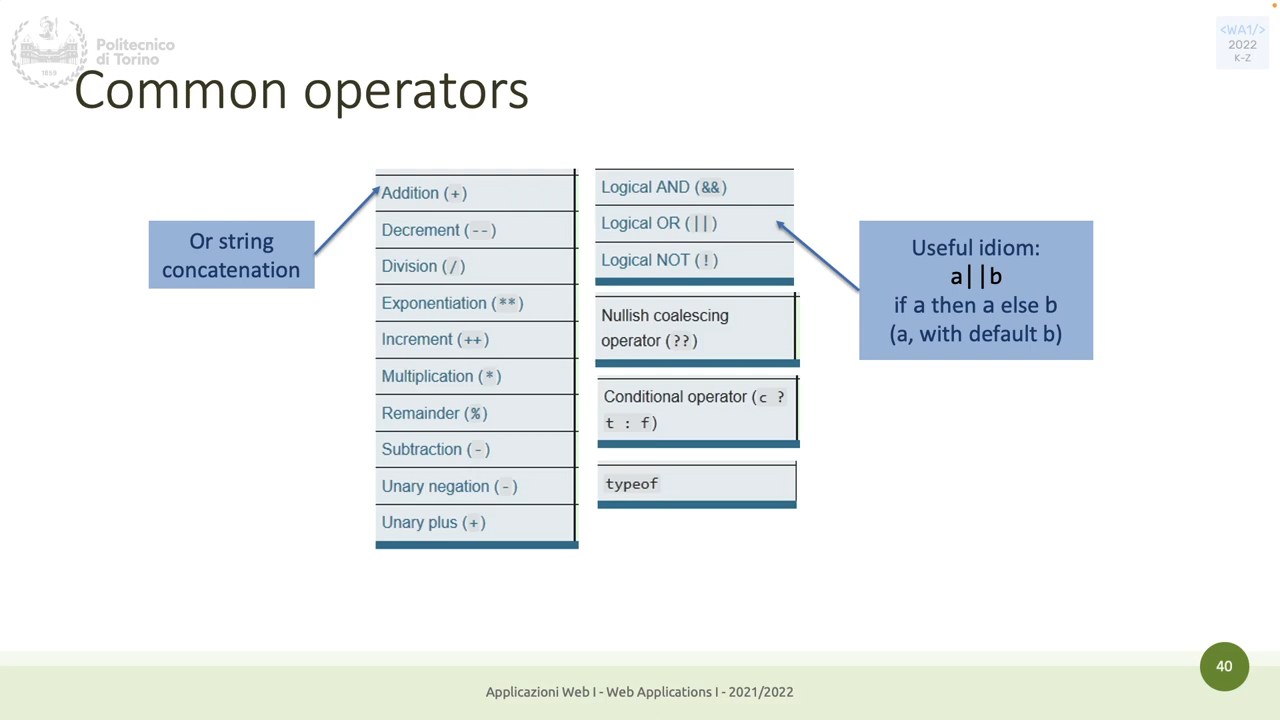 Politecnico
di Torino
1859
<WA1/>
2022
K-Z
Common operators
Or string
concatenation
Addition (+)
Decrement (--)
Division (/)
Exponentiation (**)
Increment (++)
Multiplication (*)
Remainder (%)
Subtraction (-)
Unary negation (-)
Unary plus (+)
Logical AND (&&)
Logical OR (||)
Logical NOT (!)
Nullish coalescing
operator (??)
Conditional operator (c ?
t : f)
typeof
Useful idiom:
a||b
if a then a else b
(a, with default b)
40
Applicazioni Web I - Web Applications I - 2021/2022